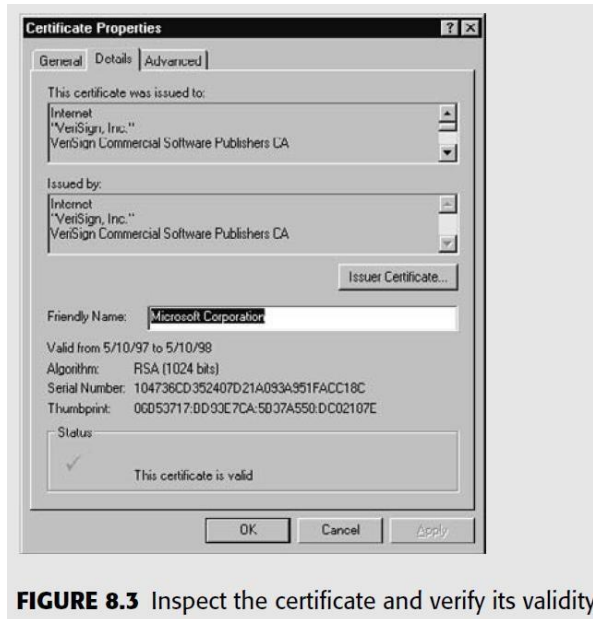 Certificate Properties
General Details Advanced
This certificate was issued to:
Internet
"VeriSign, Inc."
VeriSign Commercial Software Publishers CA
Issued by:
Internet
"VeriSign, Inc."
VeriSign Commercial Software Publishers CA
Issuer Certificate...
Friendly Name: Microsoft Corporation
Valid from 5/10/97 to 5/10/98
Algorithm: RSA (1024 bits)
Serial Number: 104736CD352407D21A093A951FACC18C
Thumbprint: 06B53717:BD93E7CA:5B37A550:DC02107E
Status
This certificate is valid
OK Cancel Apply
FIGURE 8.3 Inspect the certificate and verify its validity